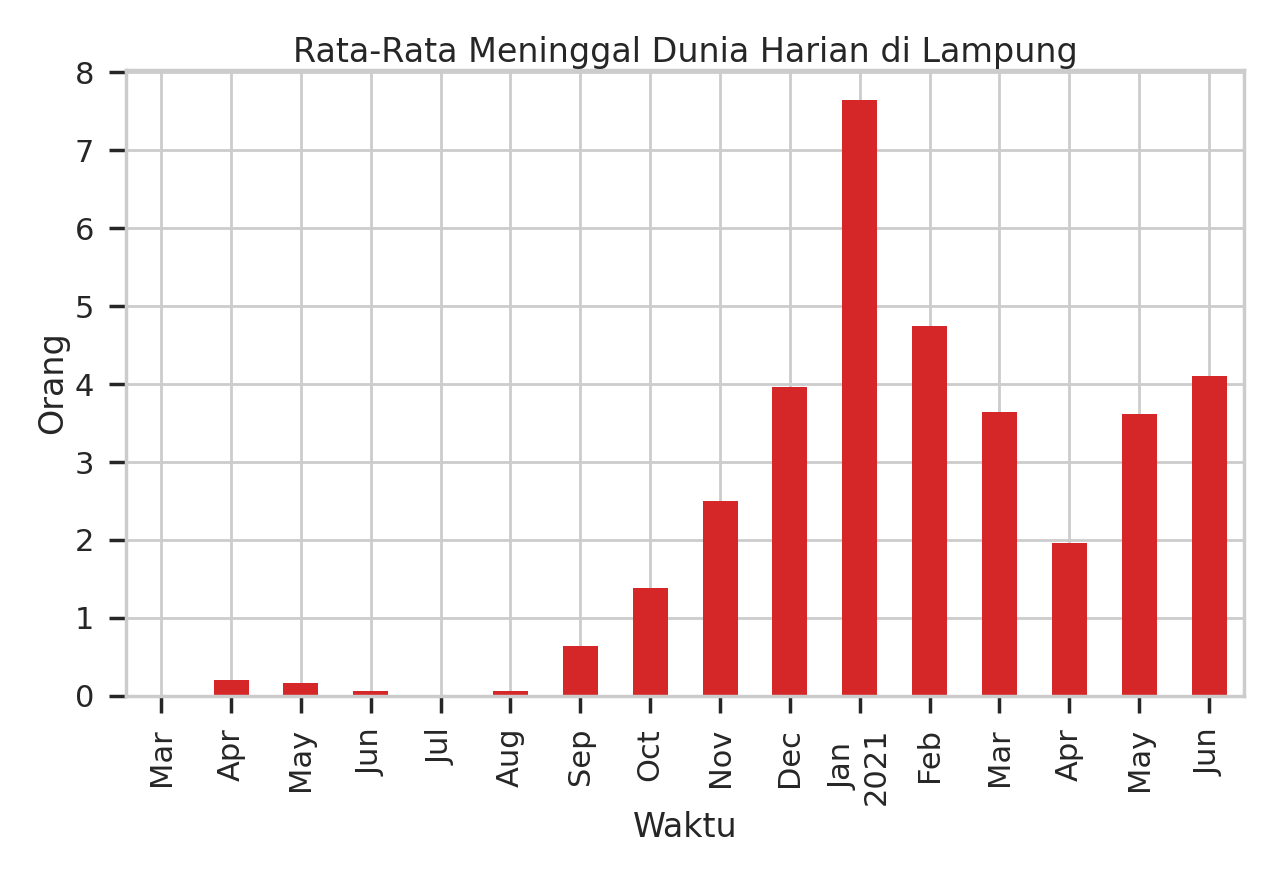 Rata-Rata Meninggal Dunia Harian di Lampung
8
7
6
5
4
3
2
1
0
Orang
Mar
Apr
May
Jun
Jul
Aug
Sep
Oct
Nov
Dec
Jan
2021
Feb
Mar
Apr
May
Jun
Waktu